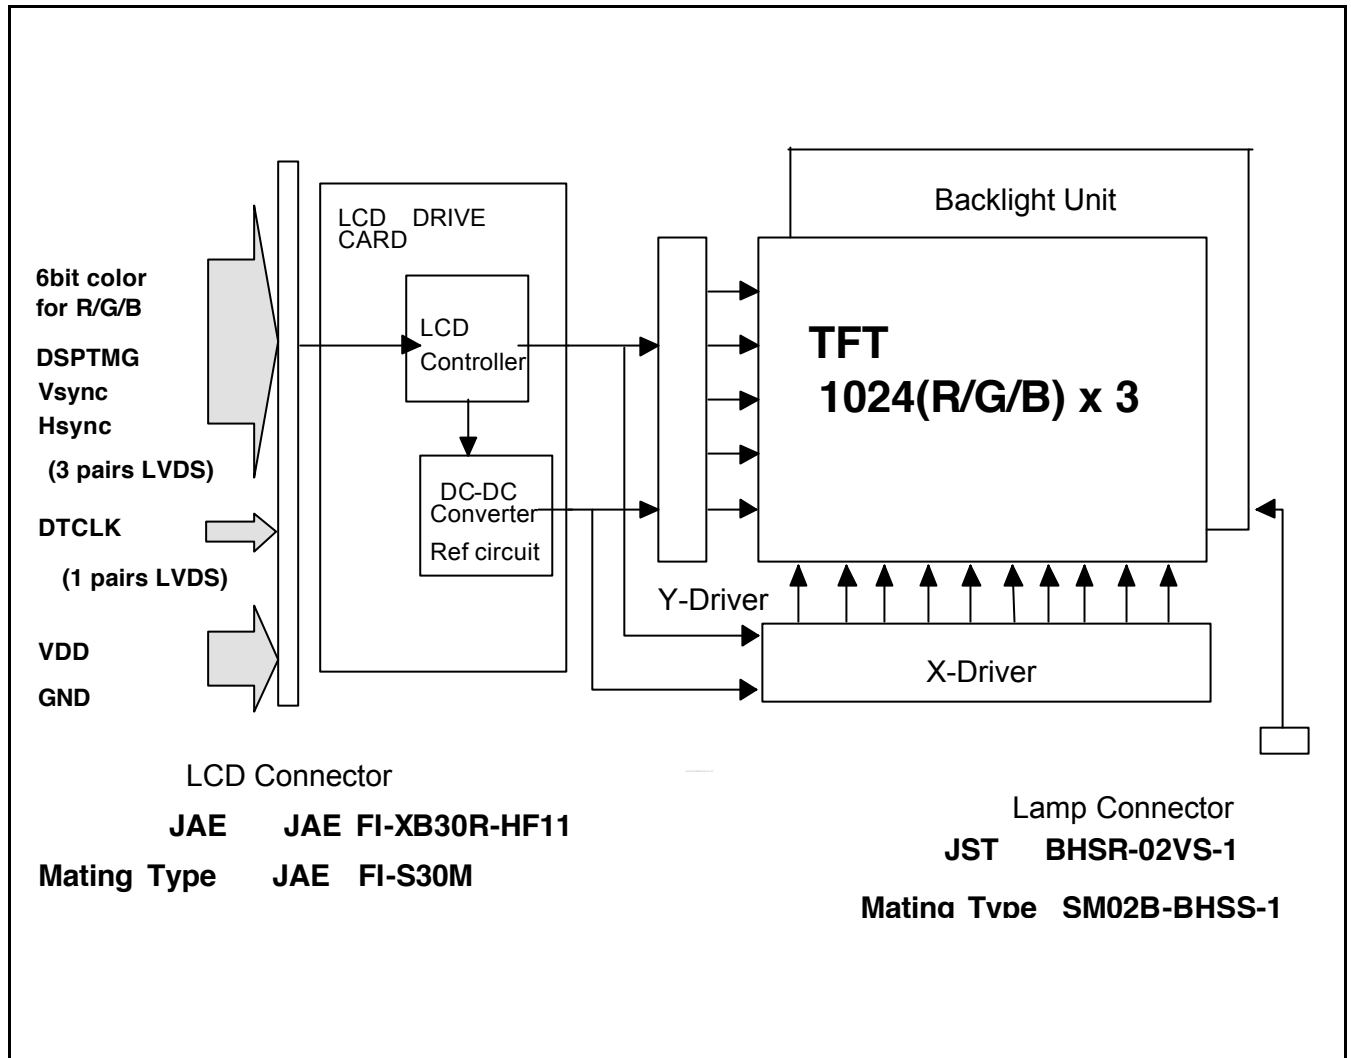 Backlight Unit
LCD DRIVE
CARD
6bit color
for R/G/B
DSPTMG
Vsync
Hsync
(3 pairs LVDS)
DTCLK
(1 pairs LVDS)
VDD
GND
LCD
Controller
DC-DC
Converter
Ref circuit
TFT
1024(R/G/B) x 3
Y-Driver
X-Driver
LCD Connector
JAE JAE FI-XB30R-HF11
Mating Type JAE FI-S30M
Lamp Connector
JST BHSR-02VS-1
Mating Type SM02B-BHSS-1